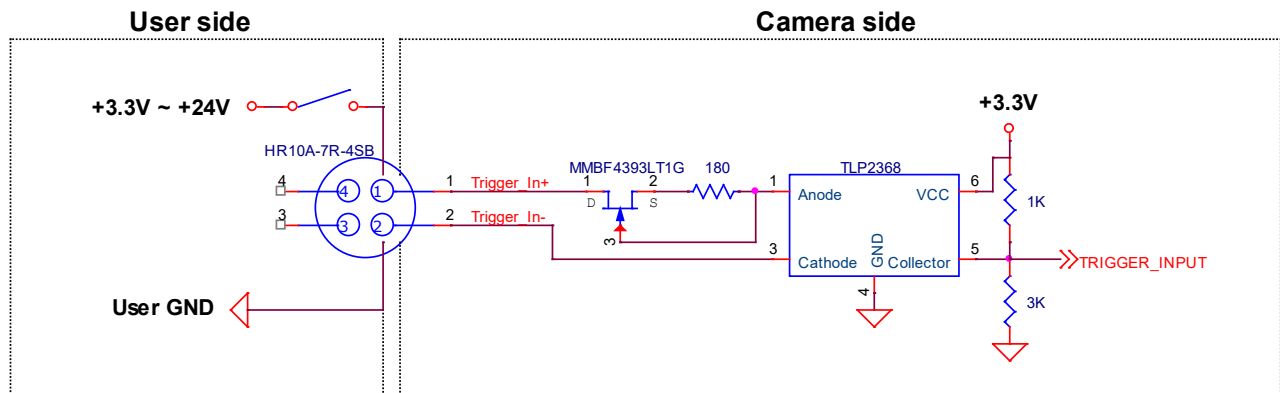 User side
Camera side
+3.3V ~ +24V
+3.3V
HR10A-7R-4SB
MMBF4393LT1G
180
TLP2368
4
4
1
1
Trigger_In+
1
D
2
S
3
1
Anode
VCC
6
1K
3
3
2
2
Trigger_In-
3
Cathode
GND
4
Collector
5
TRIGGER_INPUT
User GND
3K